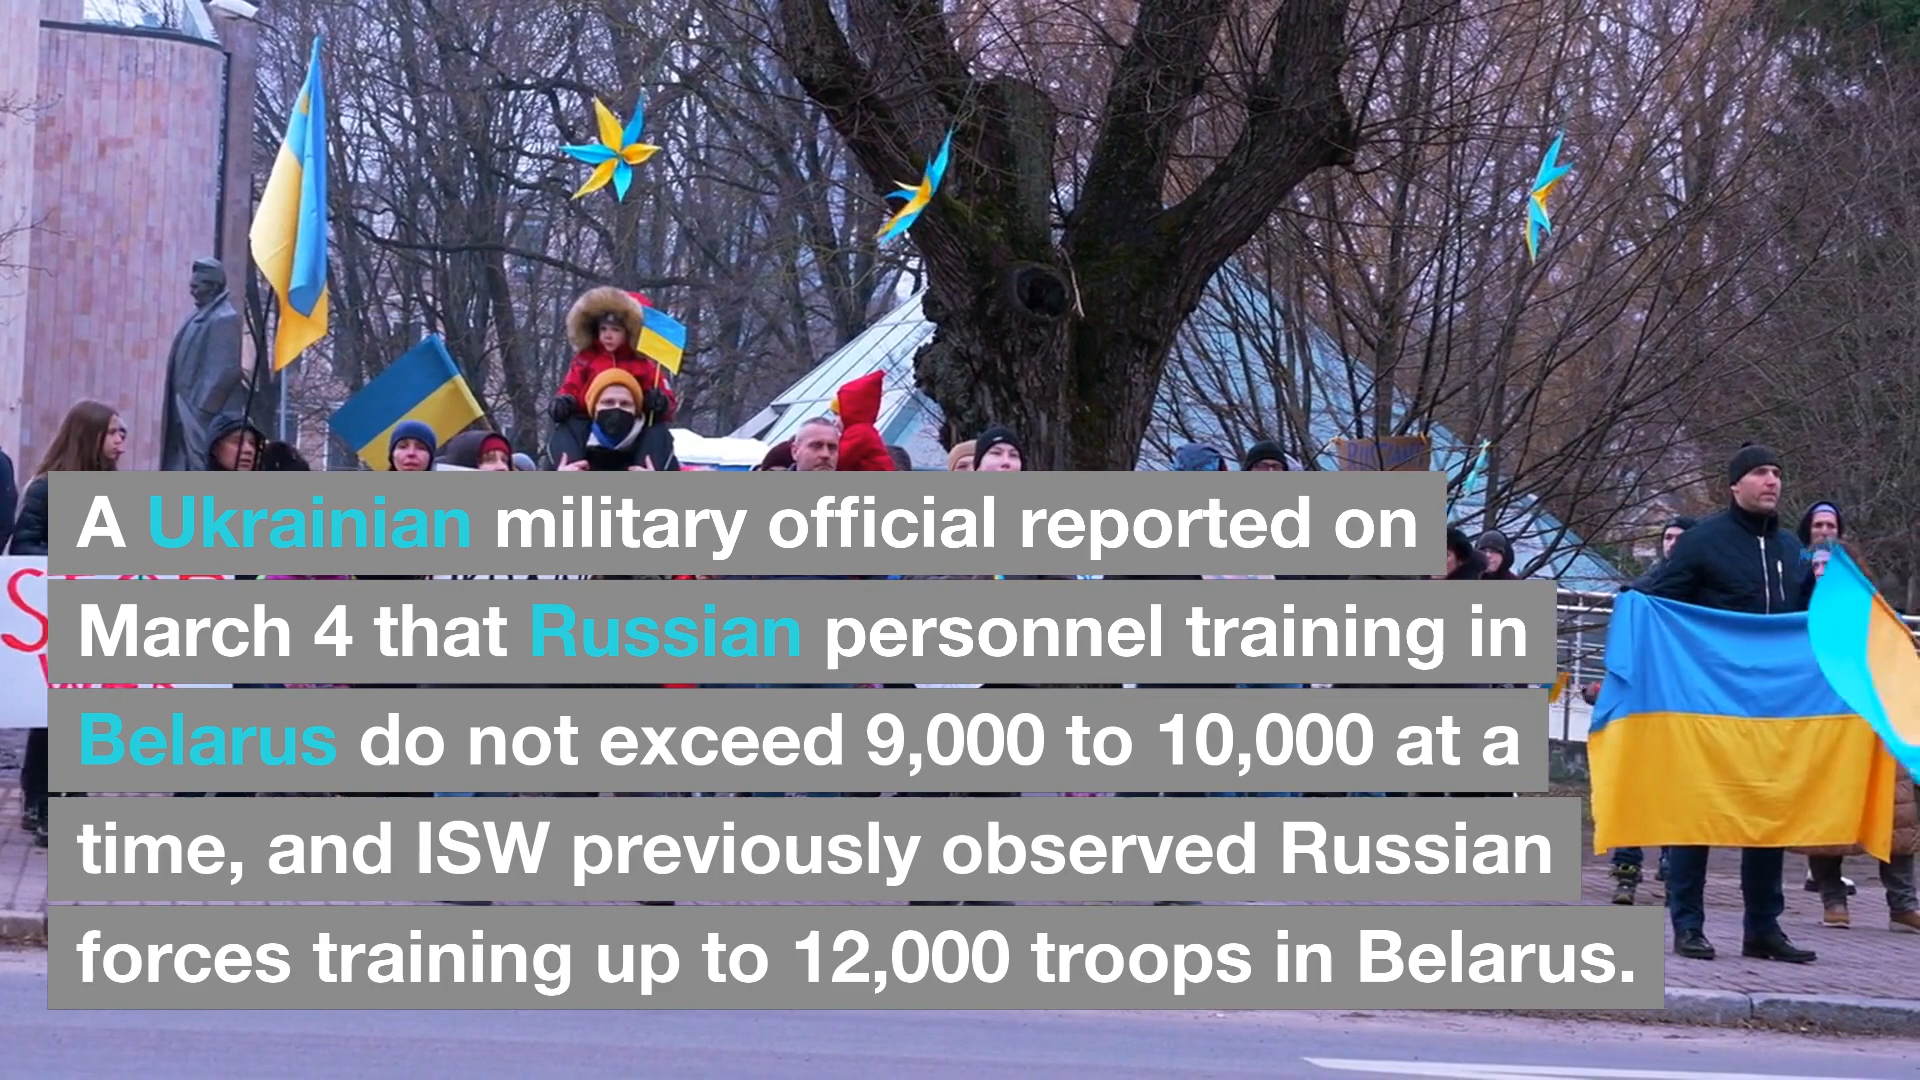 A Ukrainian military official reported on
March 4 that Russian personnel training in
Belarus do not exceed 9,000 to 10,000 at a
time, and ISW previously observed Russian
forces training up to 12,000 troops in Belarus.